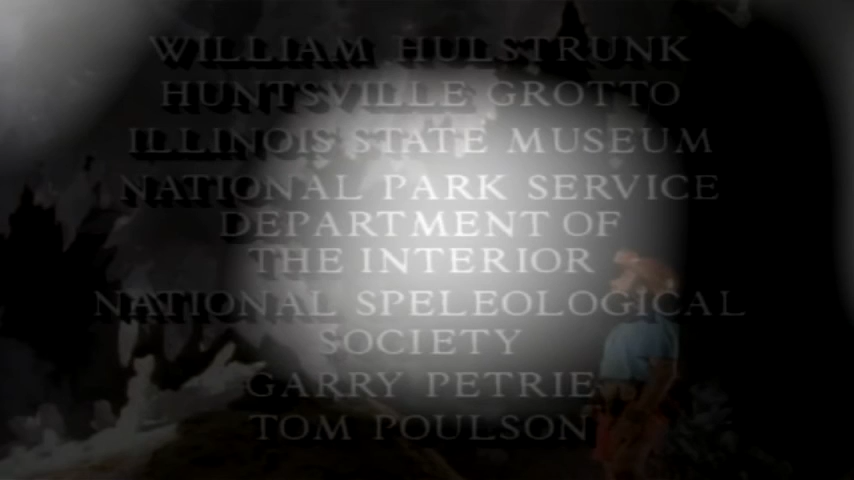 WILLIAM HULSTRUNK
HUNTSVILLE GROTTO
ILLINOIS STATE MUSEUM
NATIONAL PARK SERVICE
DEPARTMENT OF
THE INTERIOR
NATIONAL SPELEOLOGICAL
SOCIETY
GARRY PETRIE
TOM POULSON